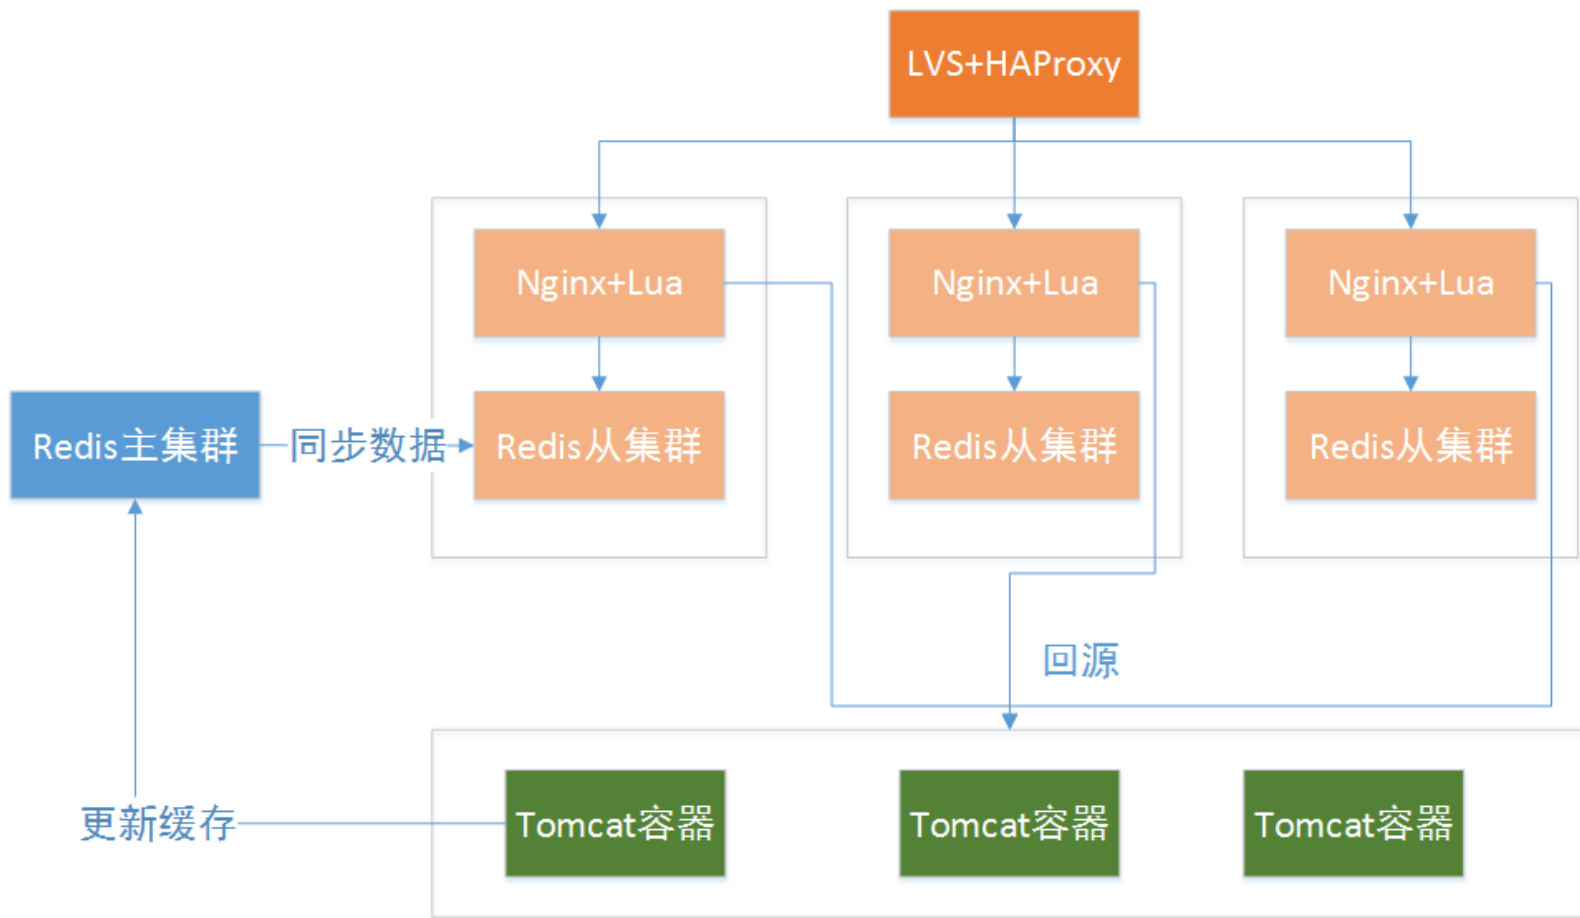 LVS+HAProxy
Nginx+Lua
Nginx+Lua
Nginx+Lua
Redis主集群
同步数据
Redis从集群
Redis从集群
Redis从集群
回源
更新缓存
Tomcat容器
Tomcat容器
Tomcat容器